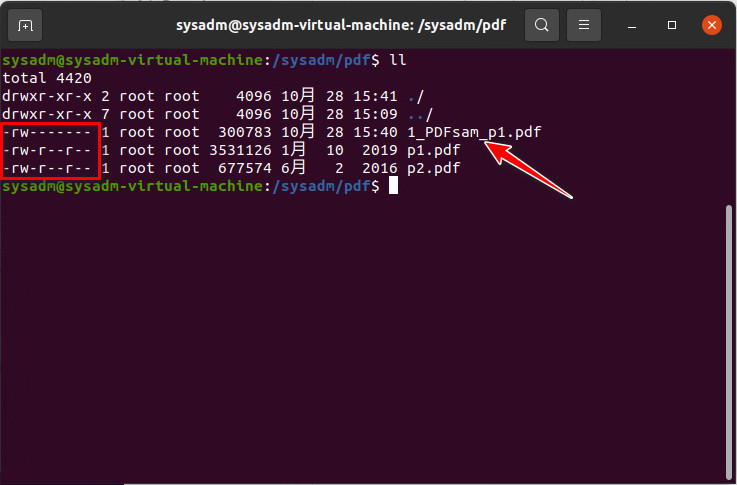 sysadm@sysadm-virtual-machine: /sysadm/pdf
sysadm@sysadm-virtual-machine:/sysadm/pdf$ ll
total 4420
drwxr-xr-x 2 root root    4096 10月 28 15:41 ./
drwxr-xr-x 7 root root    4096 10月 28 15:09 ../
-rw------- 1 root root  300783 10月 28 15:40 1_PDFsam_p1.pdf
-rw-r--r-- 1 root root 3531126 1月  10  2019 p1.pdf
-rw-r--r-- 1 root root  677574 6月   2  2016 p2.pdf
sysadm@sysadm-virtual-machine:/sysadm/pdf$